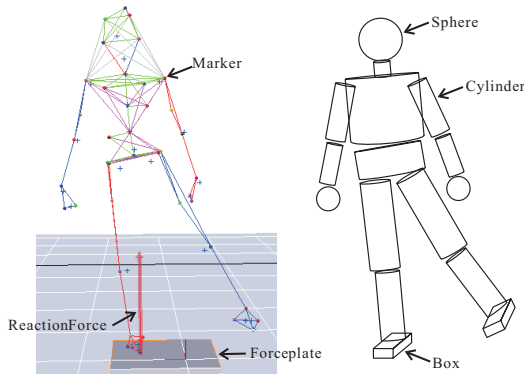 Sphere
Marker
Cylinder
ReactionForce
Forceplate
Box